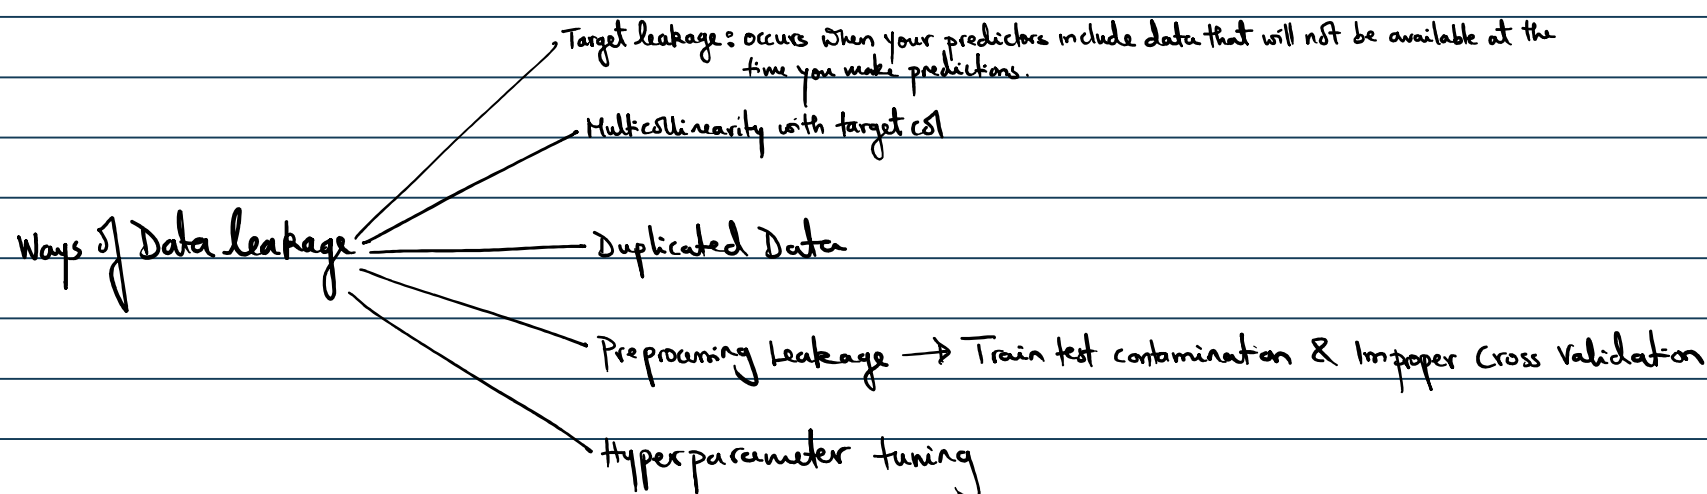 Target leakage: occurs when your predictors include data that will not be available at the
time you make predictions.
Multicollinearity with target col
Ways of Data leakage
Duplicated Data
Preprocessing Leakage → Train test contamination & Improper Cross Validation
Hyperparameter tuning